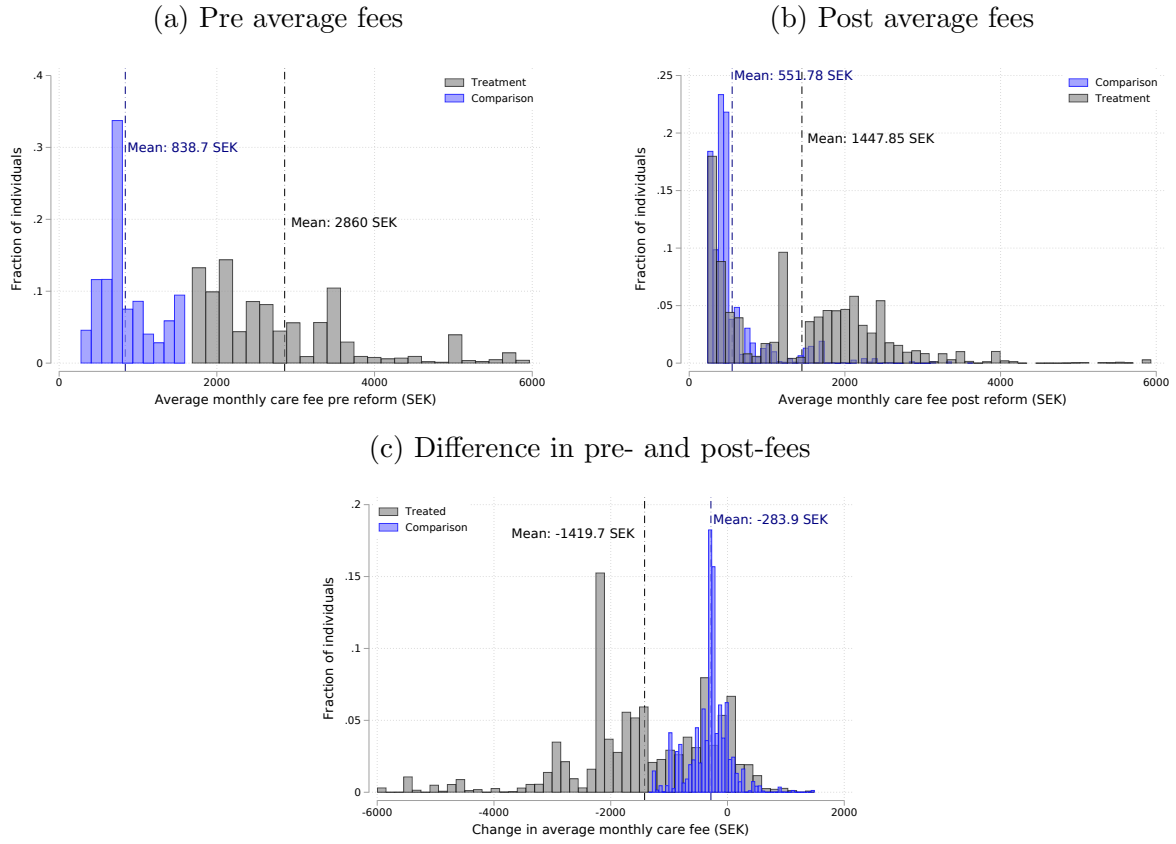 (a) Pre average fees
.4
.3
.2
.1
0
Fraction of individuals
Treatment
Comparison
Mean: 838.7 SEK
Mean: 2860 SEK
0
2000
4000
6000
Average monthly care fee pre reform (SEK)
(b) Post average fees
.25
.2
.15
.1
.05
0
Fraction of individuals
Mean: 551.78 SEK
Comparison
Treatment
Mean: 1447.85 SEK
0
2000
4000
6000
Average monthly care fee post reform (SEK)
(c) Difference in pre- and post-fees
.2
.15
.1
.05
0
Fraction of individuals
Treated
Comparison
Mean: -1419.7 SEK
Mean: -283.9 SEK
-6000
-4000
-2000
0
2000
Change in average monthly care fee (SEK)